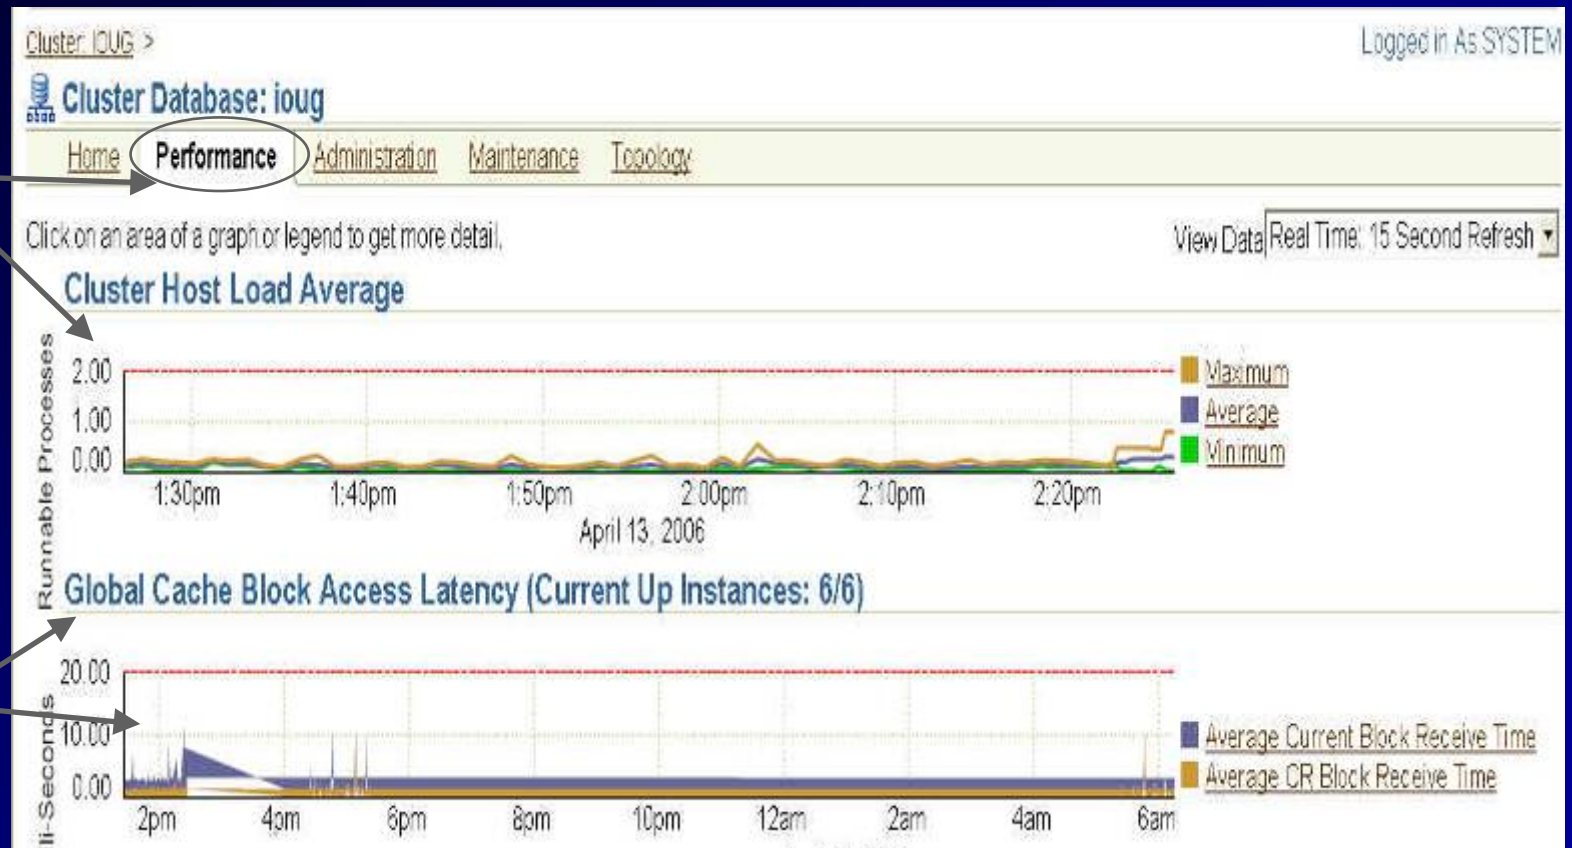 Cluster: IOUG >
Logged in As SYSTEM
Cluster Database: ioug
Home Performance Administration Maintenance Topology
Click on an area of a graph or legend to get more detail.
View Data Real Time: 15 Second Refresh
Cluster Host Load Average
Runnable Processes
2.00
1.00
0.00
Maximum
Average
Minimum
1:30pm 1:40pm 1:50pm 2:00pm 2:10pm 2:20pm
April 13, 2006
Global Cache Block Access Latency (Current Up Instances: 6/6)
lli-Seconds
20.00
10.00
0.00
Average Current Block Receive Time
Average CR Block Receive Time
2pm 4pm 6pm 8pm 10pm 12am 2am 4am 6am